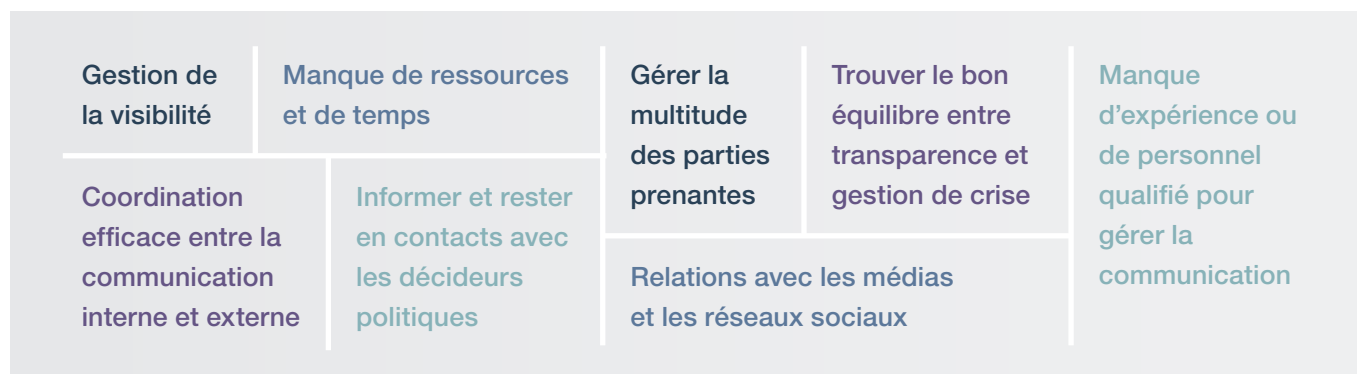 Gestion de
la visibilité
Manque de ressources
et de temps
Coordination
efficace entre la
communication
interne et externe
Informer et rester
en contacts avec
les décideurs
politiques
Gérer la
multitude
des parties
prenantes
Trouver le bon
équilibre entre
transparence et
gestion de crise
Relations avec les médias
et les réseaux sociaux
Manque
d’expérience ou
de personnel
qualifié pour
gérer la
communication